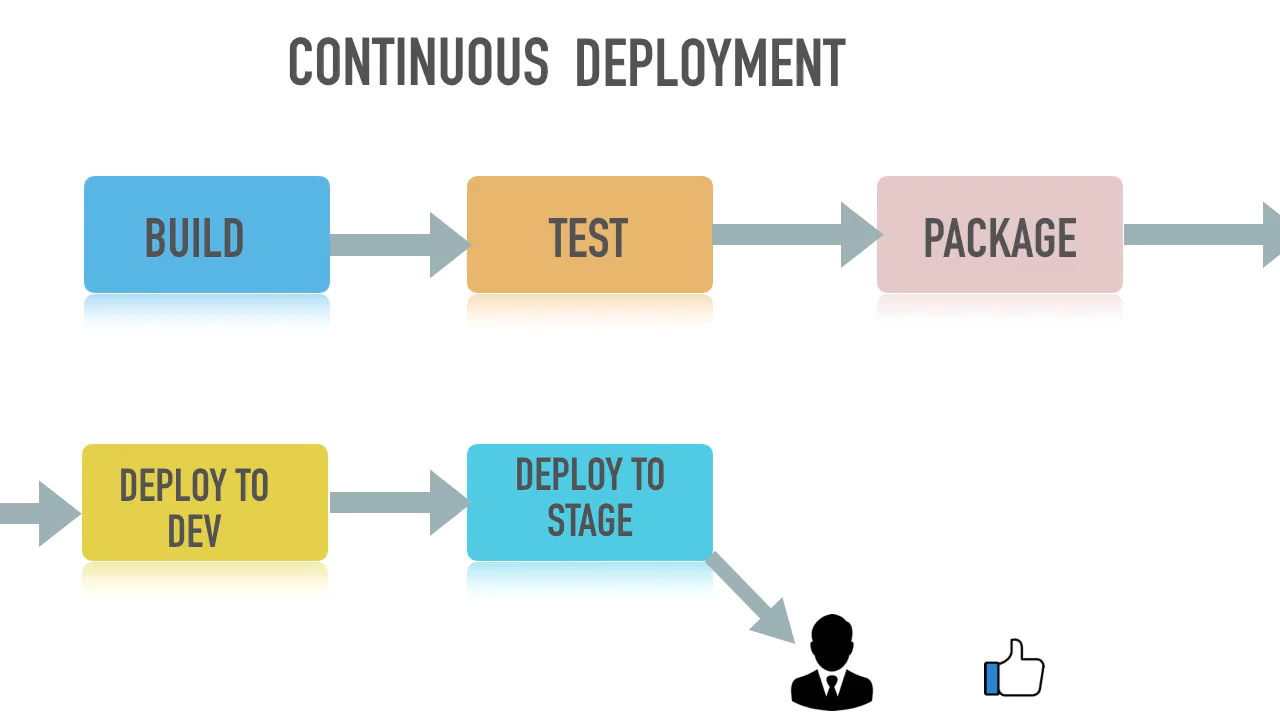 CONTINUOUS DEPLOYMENT
BUILD
TEST
PACKAGE
DEPLOY TO
DEV
DEPLOY TO
STAGE